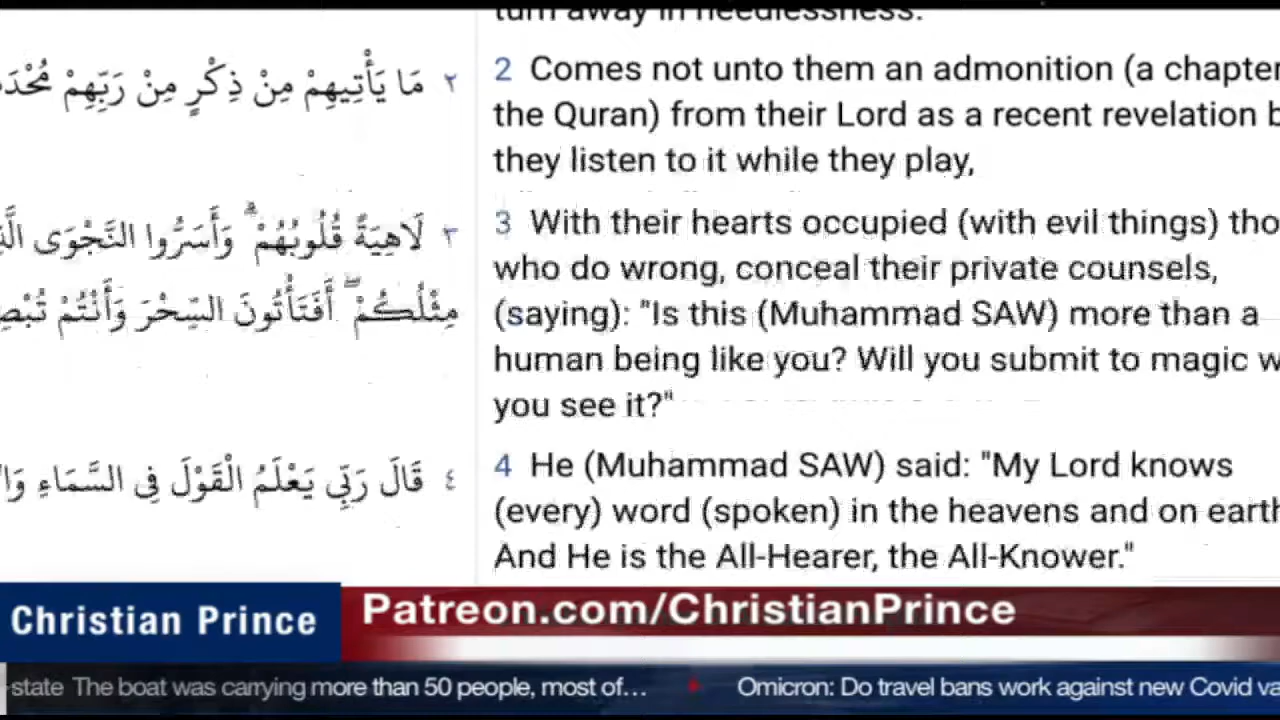 turn away in heedlessness.
٢ مَا يَأْتِيهِمْ مِنْ ذِكْرٍ مِنْ رَبِّهِمْ
2 Comes not unto them an admonition (a chapter
the Quran) from their Lord as a recent revelation
they listen to it while they play,
٣ لَاهِيَةً قُلُوبُهُمْ ۗ وَأَسَرُّوا النَّجْوَى
مِثْلُكُمْ ۖ أَفَتَأْتُونَ السِّحْرَ وَأَنْتُمْ
3 With their hearts occupied (with evil things)
who do wrong, conceal their private counsels,
(saying): "Is this (Muhammad SAW) more than a
human being like you? Will you submit to magic
you see it?"
٤ قَالَ رَبِّي يَعْلَمُ الْقَوْلَ فِي السَّمَاءِ
4 He (Muhammad SAW) said: "My Lord knows
(every) word (spoken) in the heavens and on earth
And He is the All-Hearer, the All-Knower."
Christian Prince
Patreon.com/ChristianPrince
-state The boat was carrying more than 50 people, most of... Omicron: Do travel bans work against new Covid